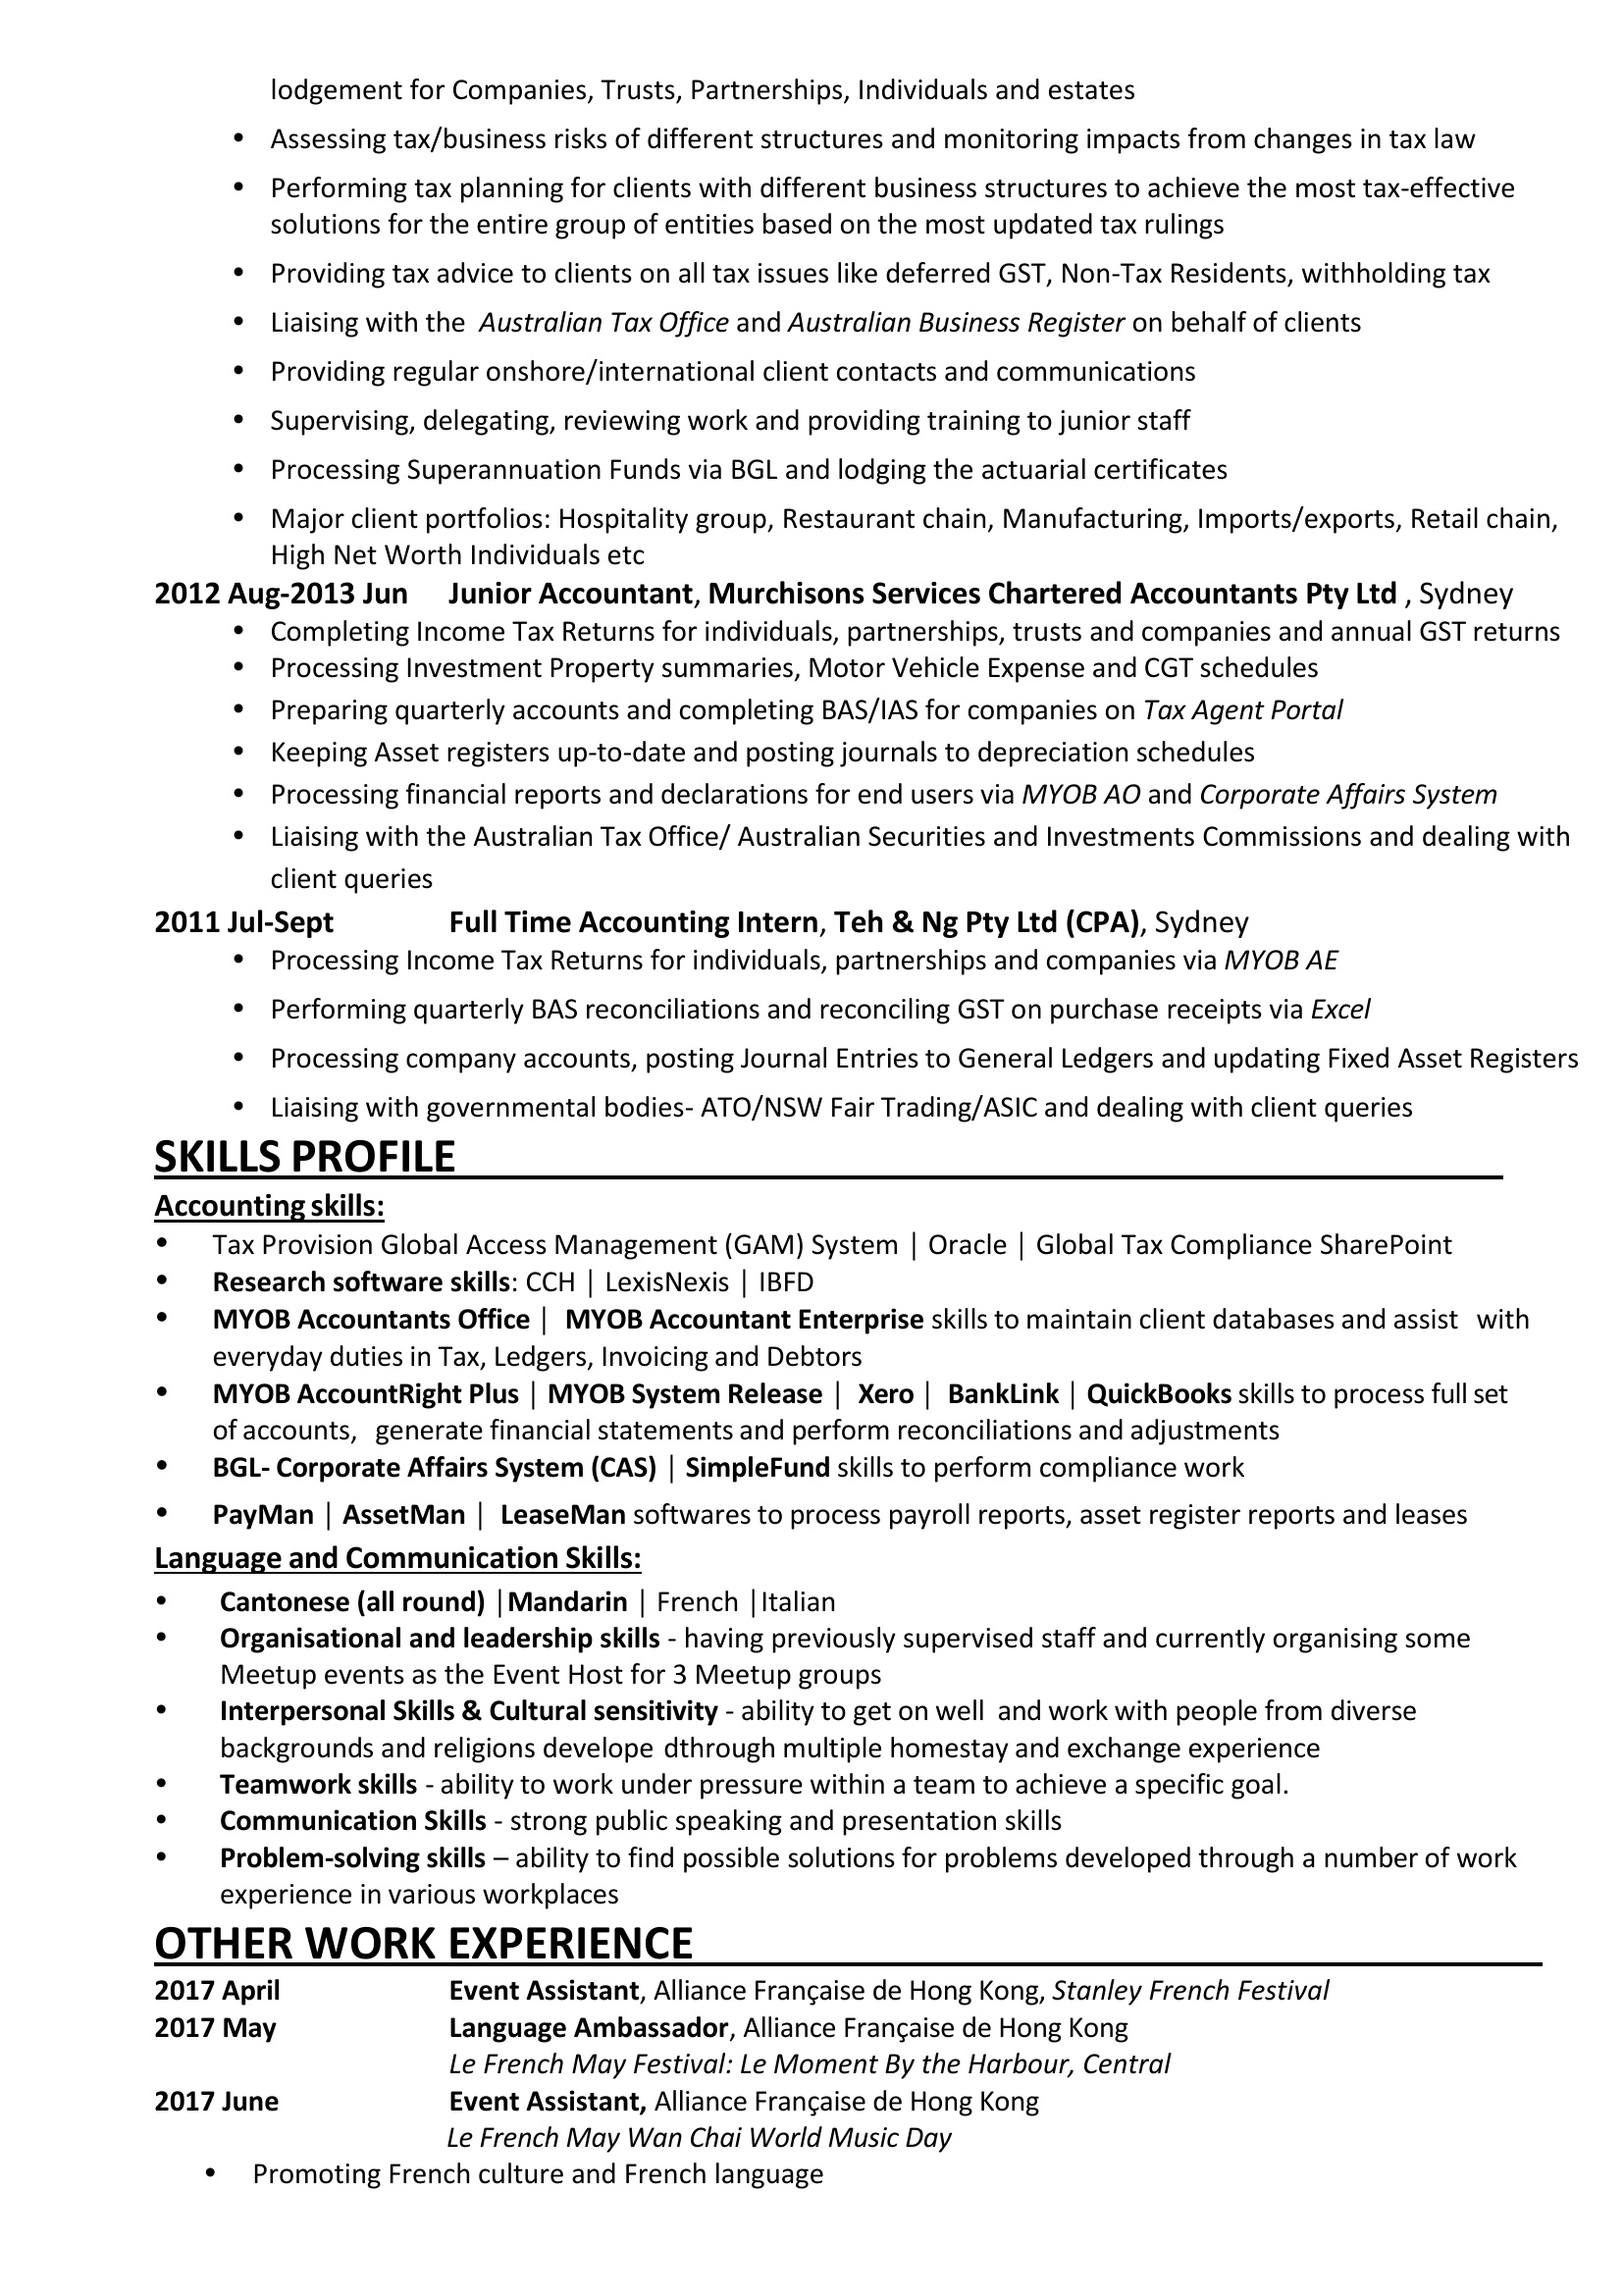 lodgement for Companies, Trusts, Partnerships, Individuals and estates
• Assessing tax/business risks of different structures and monitoring impacts from changes in tax law
• Performing tax planning for clients with different business structures to achieve the most tax-effective
solutions for the entire group of entities based on the most updated tax rulings
• Providing tax advice to clients on all tax issues like deferred GST, Non-Tax Residents, withholding tax
• Liaising with the Australian Tax Office and Australian Business Register on behalf of clients
• Providing regular onshore/international client contacts and communications
• Supervising, delegating, reviewing work and providing training to junior staff
• Processing Superannuation Funds via BGL and lodging the actuarial certificates
• Major client portfolios: Hospitality group, Restaurant chain, Manufacturing, Imports/exports, Retail chain,
High Net Worth Individuals etc
2012 Aug-2013 Jun Junior Accountant, Murchisons Services Chartered Accountants Pty Ltd , Sydney
• Completing Income Tax Returns for individuals, partnerships, trusts and companies and annual GST returns
• Processing Investment Property summaries, Motor Vehicle Expense and CGT schedules
• Preparing quarterly accounts and completing BAS/IAS for companies on Tax Agent Portal
• Keeping Asset registers up-to-date and posting journals to depreciation schedules
• Processing financial reports and declarations for end users via MYOB AO and Corporate Affairs System
• Liaising with the Australian Tax Office/ Australian Securities and Investments Commissions and dealing with
client queries
2011 Jul-Sept Full Time Accounting Intern, Teh & Ng Pty Ltd (CPA), Sydney
• Processing Income Tax Returns for individuals, partnerships and companies via MYOB AE
• Performing quarterly BAS reconciliations and reconciling GST on purchase receipts via Excel
• Processing company accounts, posting Journal Entries to General Ledgers and updating Fixed Asset Registers
• Liaising with governmental bodies- ATO/NSW Fair Trading/ASIC and dealing with client queries
SKILLS PROFILE
Accounting skills:
• Tax Provision Global Access Management (GAM) System | Oracle | Global Tax Compliance SharePoint
• Research software skills: CCH | LexisNexis | IBFD
• MYOB Accountants Office | MYOB Accountant Enterprise skills to maintain client databases and assist with
everyday duties in Tax, Ledgers, Invoicing and Debtors
• MYOB AccountRight Plus | MYOB System Release | Xero | BankLink | QuickBooks skills to process full set
of accounts, generate financial statements and perform reconciliations and adjustments
• BGL- Corporate Affairs System (CAS) | SimpleFund skills to perform compliance work
• PayMan | AssetMan | LeaseMan softwares to process payroll reports, asset register reports and leases
Language and Communication Skills:
• Cantonese (all round) |Mandarin | French |Italian
• Organisational and leadership skills - having previously supervised staff and currently organising some
Meetup events as the Event Host for 3 Meetup groups
• Interpersonal Skills & Cultural sensitivity - ability to get on well and work with people from diverse
backgrounds and religions develope dthrough multiple homestay and exchange experience
• Teamwork skills - ability to work under pressure within a team to achieve a specific goal.
• Communication Skills - strong public speaking and presentation skills
• Problem-solving skills – ability to find possible solutions for problems developed through a number of work
experience in various workplaces
OTHER WORK EXPERIENCE
2017 April Event Assistant, Alliance Française de Hong Kong, Stanley French Festival
2017 May Language Ambassador, Alliance Française de Hong Kong
Le French May Festival: Le Moment By the Harbour, Central
2017 June Event Assistant, Alliance Française de Hong Kong
Le French May Wan Chai World Music Day
• Promoting French culture and French language